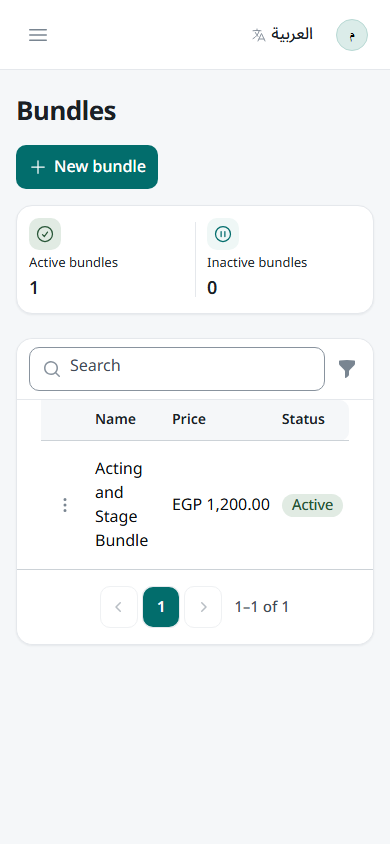 العربية
م
Bundles
New bundle
Active bundles
1
Inactive bundles
0
Search
Name Price Status
Acting
and
Stage
Bundle
EGP 1,200.00
Active
1
1–1 of 1